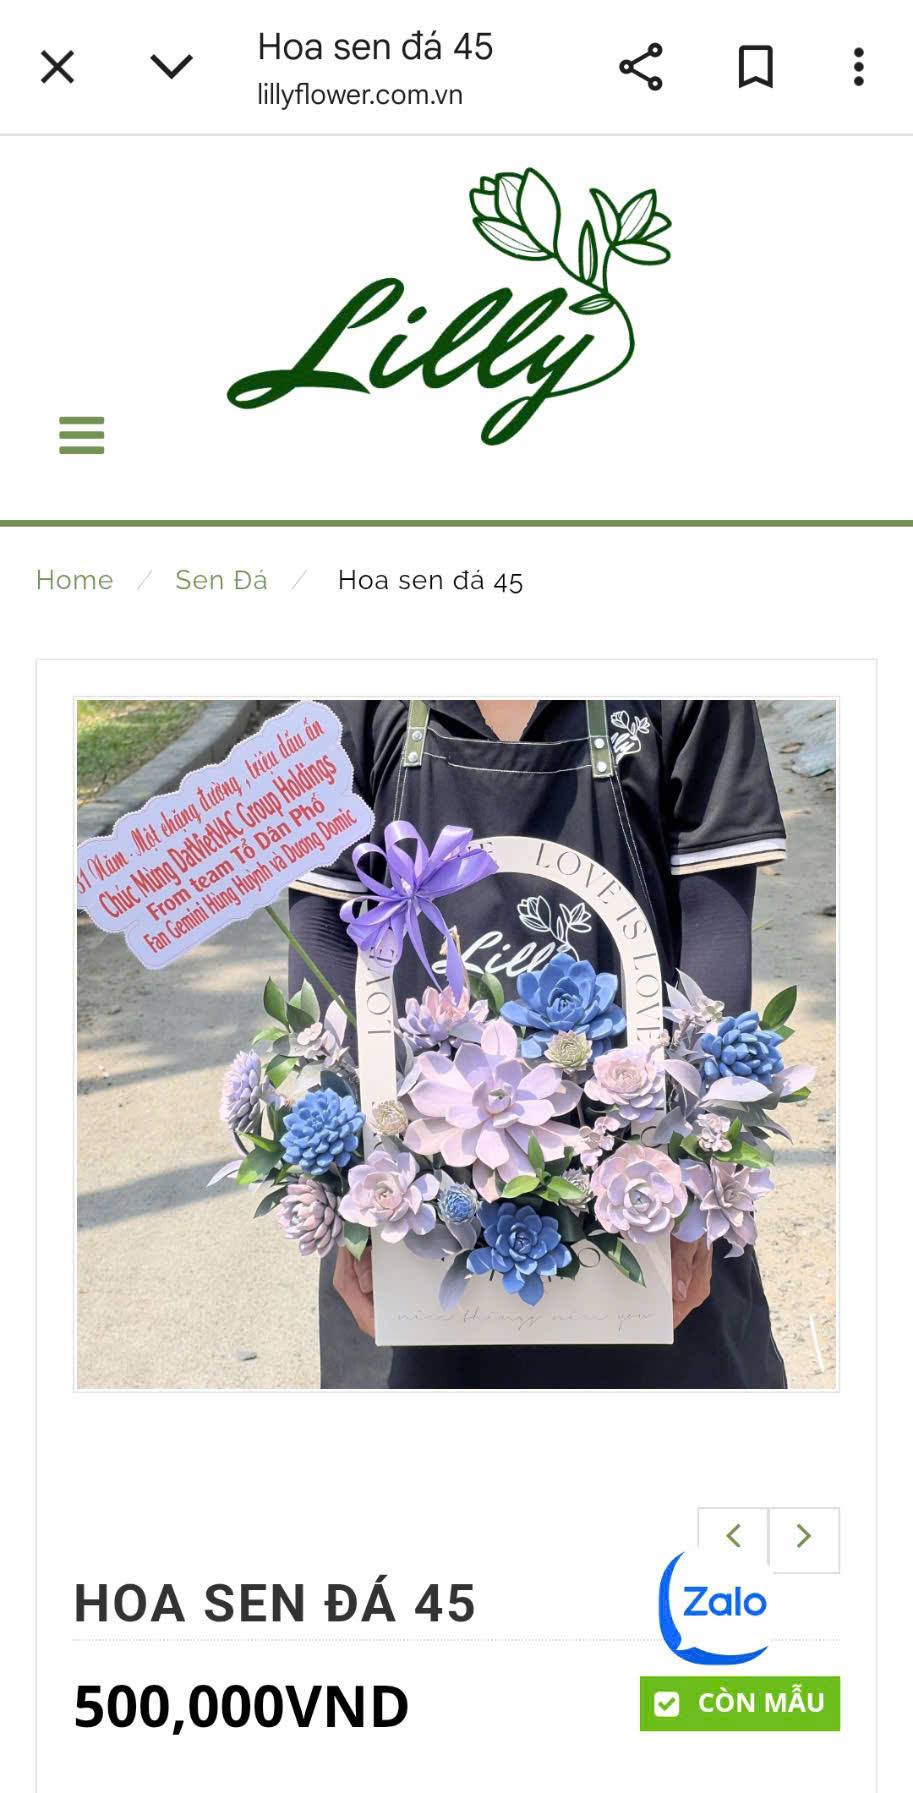 Hoa sen đá 45
lillyflower.com.vn
Lilly
Home / Sen Đá / Hoa sen đá 45
31 Năm . Một chặng đường , triệu dấu ấn
Chúc Mừng DatVietVAC Group Holdings
From team Tổ Dân Phố
Fan Gemini Hùng Huỳnh và Dương Domic
LOVE IS LOVE
LOVE
Lilly
nice things nice you
HOA SEN ĐÁ 45
Zalo
500,000VND
CÒN MẪU